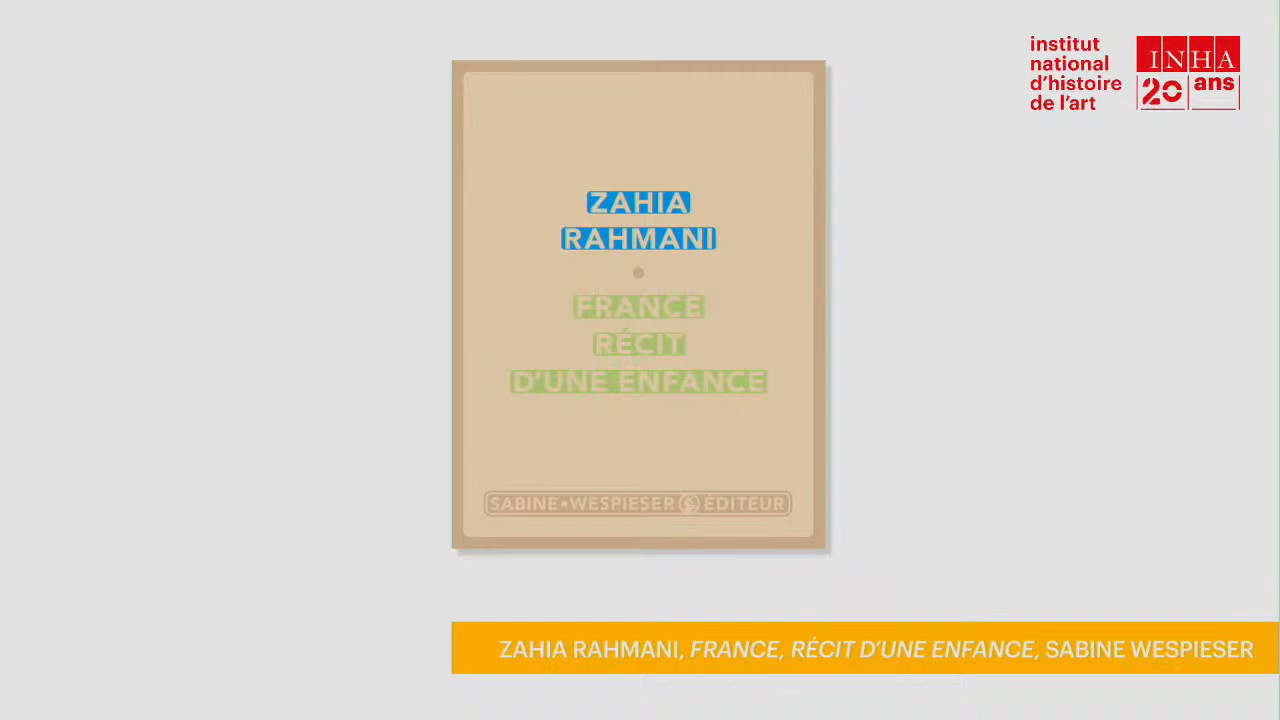 institut
national
d'histoire
de l'art
INHA
20 ans
ZAHIA
RAHMANI
FRANCE
RÉCIT
D'UNE ENFANCE
SABINE•WESPIESER ÉDITEUR
ZAHIA RAHMANI, FRANCE, RÉCIT D'UNE ENFANCE, SABINE WESPIESER